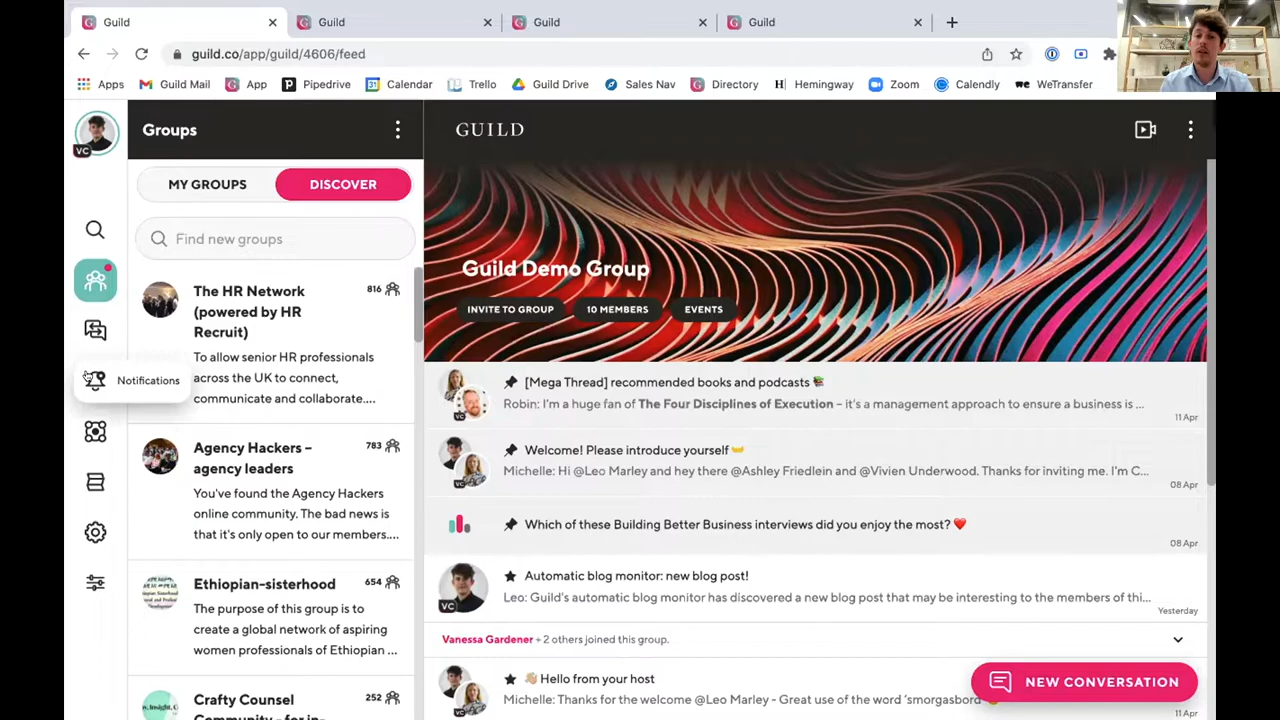 Guild
Guild
Guild
Guild
guild.co/app/guild/4606/feed
Apps
Guild Mail
App
Pipedrive
Calendar
Trello
Guild Drive
Sales Nav
Directory
Hemingway
Zoom
Calendly
WeTransfer
VC
Groups
GUILD
MY GROUPS
DISCOVER
Find new groups
The HR Network
(powered by HR
Recruit)
816
To allow senior HR professionals
across the UK to connect,
communicate and collaborate....
Notifications
Agency Hackers –
agency leaders
783
You've found the Agency Hackers
online community. The bad news is
that it's only open to our members....
Ethiopian-sisterhood
654
The purpose of this group is to
create a global network of aspiring
women professionals of Ethiopian ...
Crafty Counsel
252
Community – for in-
Guild Demo Group
INVITE TO GROUP
10 MEMBERS
EVENTS
[Mega Thread] recommended books and podcasts 📚
Robin: I'm a huge fan of The Four Disciplines of Execution – it's a management approach to ensure a business is ...
VC
11 Apr
Welcome! Please introduce yourself 🤝
Michelle: Hi @Leo Marley and hey there @Ashley Friedlein and @Vivien Underwood. Thanks for inviting me. I'm C...
VC
08 Apr
Which of these Building Better Business interviews did you enjoy the most? ❤️
08 Apr
Automatic blog monitor: new blog post!
Leo: Guild's automatic blog monitor has discovered a new blog post that may be interesting to the members of thi...
VC
Yesterday
Vanessa Gardener + 2 others joined this group.
👋🏻 Hello from your host
Michelle: Thanks for the welcome @Leo Marley - Great use of the word 'smorgasbord
VC
11 Apr
NEW CONVERSATION